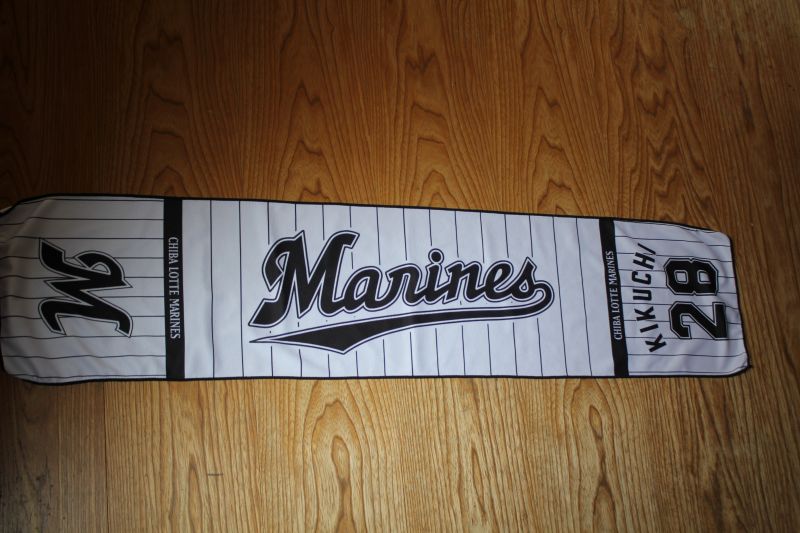 M
CHIBA LOTTE MARINES
Marines
CHIBA LOTTE MARINES
KIKUCHI
28